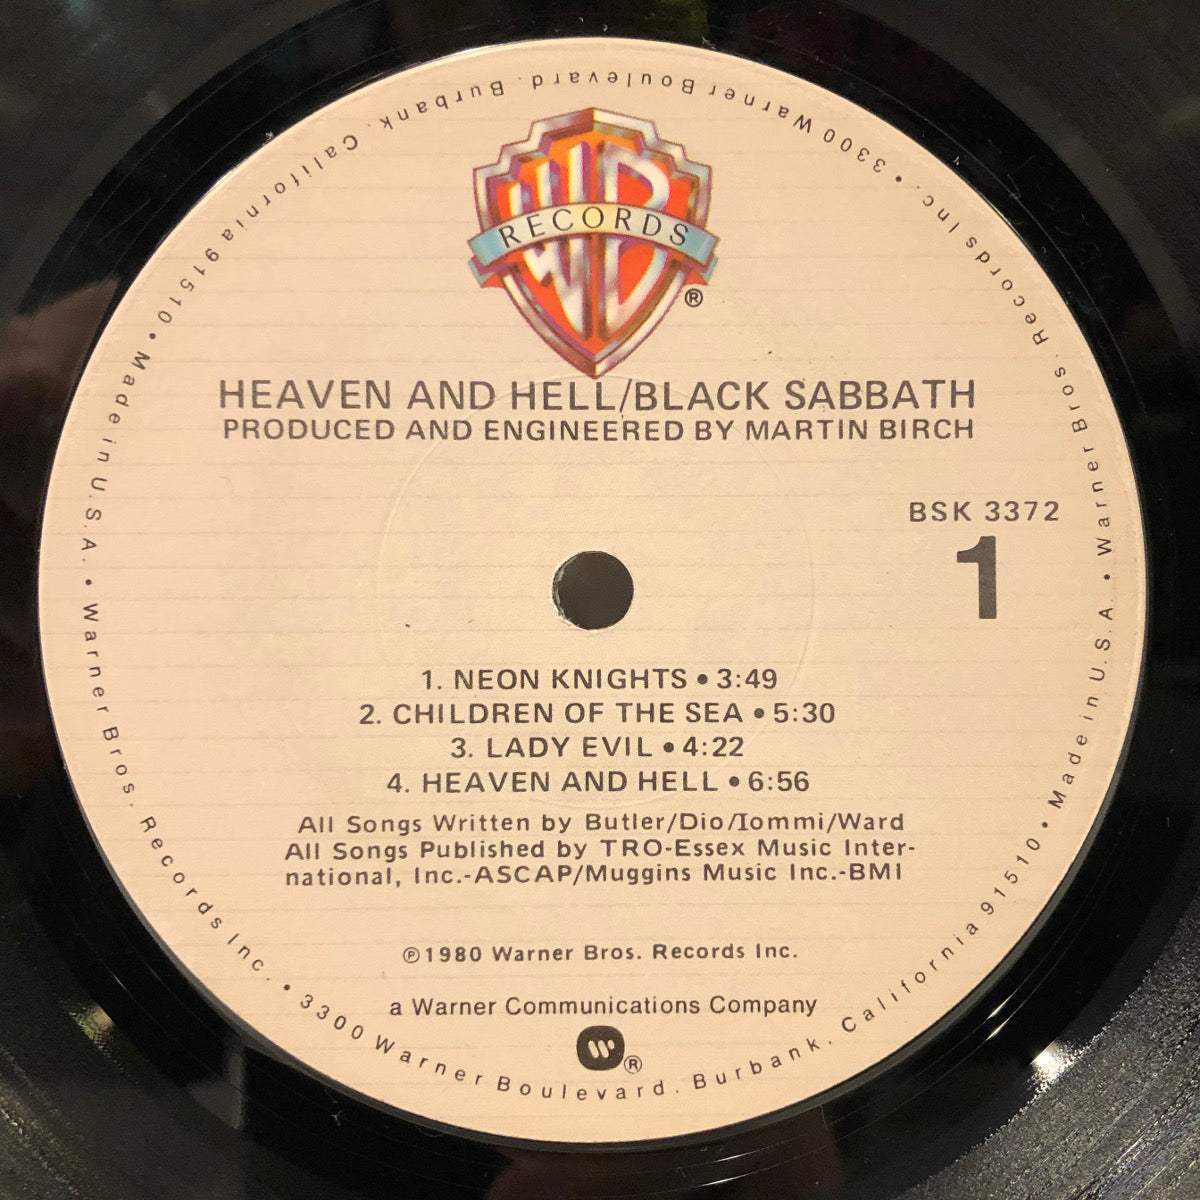 WB
RECORDS
®
HEAVEN AND HELL/BLACK SABBATH
PRODUCED AND ENGINEERED BY MARTIN BIRCH
BSK 3372
1
1. NEON KNIGHTS • 3:49
2. CHILDREN OF THE SEA • 5:30
3. LADY EVIL • 4:22
4. HEAVEN AND HELL • 6:56
All Songs Written by Butler/Dio/Iommi/Ward
All Songs Published by TRO-Essex Music Inter-
national, Inc.-ASCAP/Muggins Music Inc.-BMI
℗1980 Warner Bros. Records Inc.
a Warner Communications Company
®
Warner Bros. Records Inc. • 3300 Warner Boulevard. Burbank. California 91510 • Made in U.S.A. •
Warner Bros. Records Inc. • 3300 Warner Boulevard. Burbank. California 91510 • Made in U.S.A. •